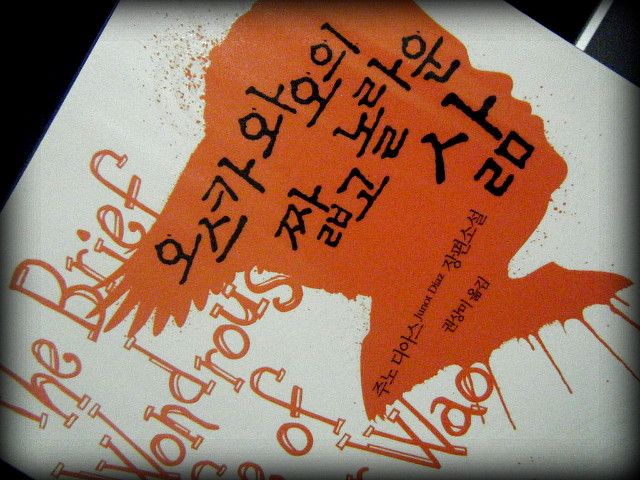 오스카 와오의
짧고 놀라운
삶
주노 디아스 Junot Díaz 장편소설
권상미 옮김
The Brief
Wondrous
of
Wao